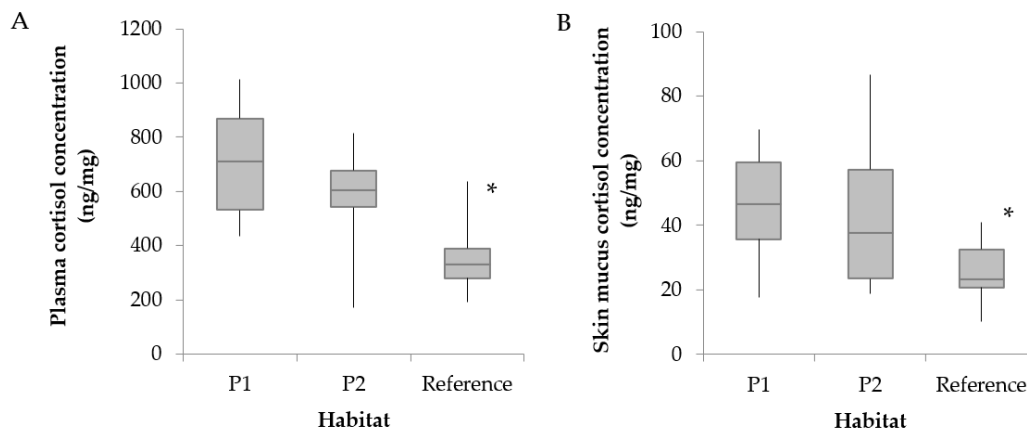 A
Plasma cortisol concentration
(ng/mg)
1200
1000
800
600
400
200
0
*
P1 P2 Reference
Habitat
B
Skin mucus cortisol concentration
(ng/mg)
100
80
60
40
20
0
*
P1 P2 Reference
Habitat